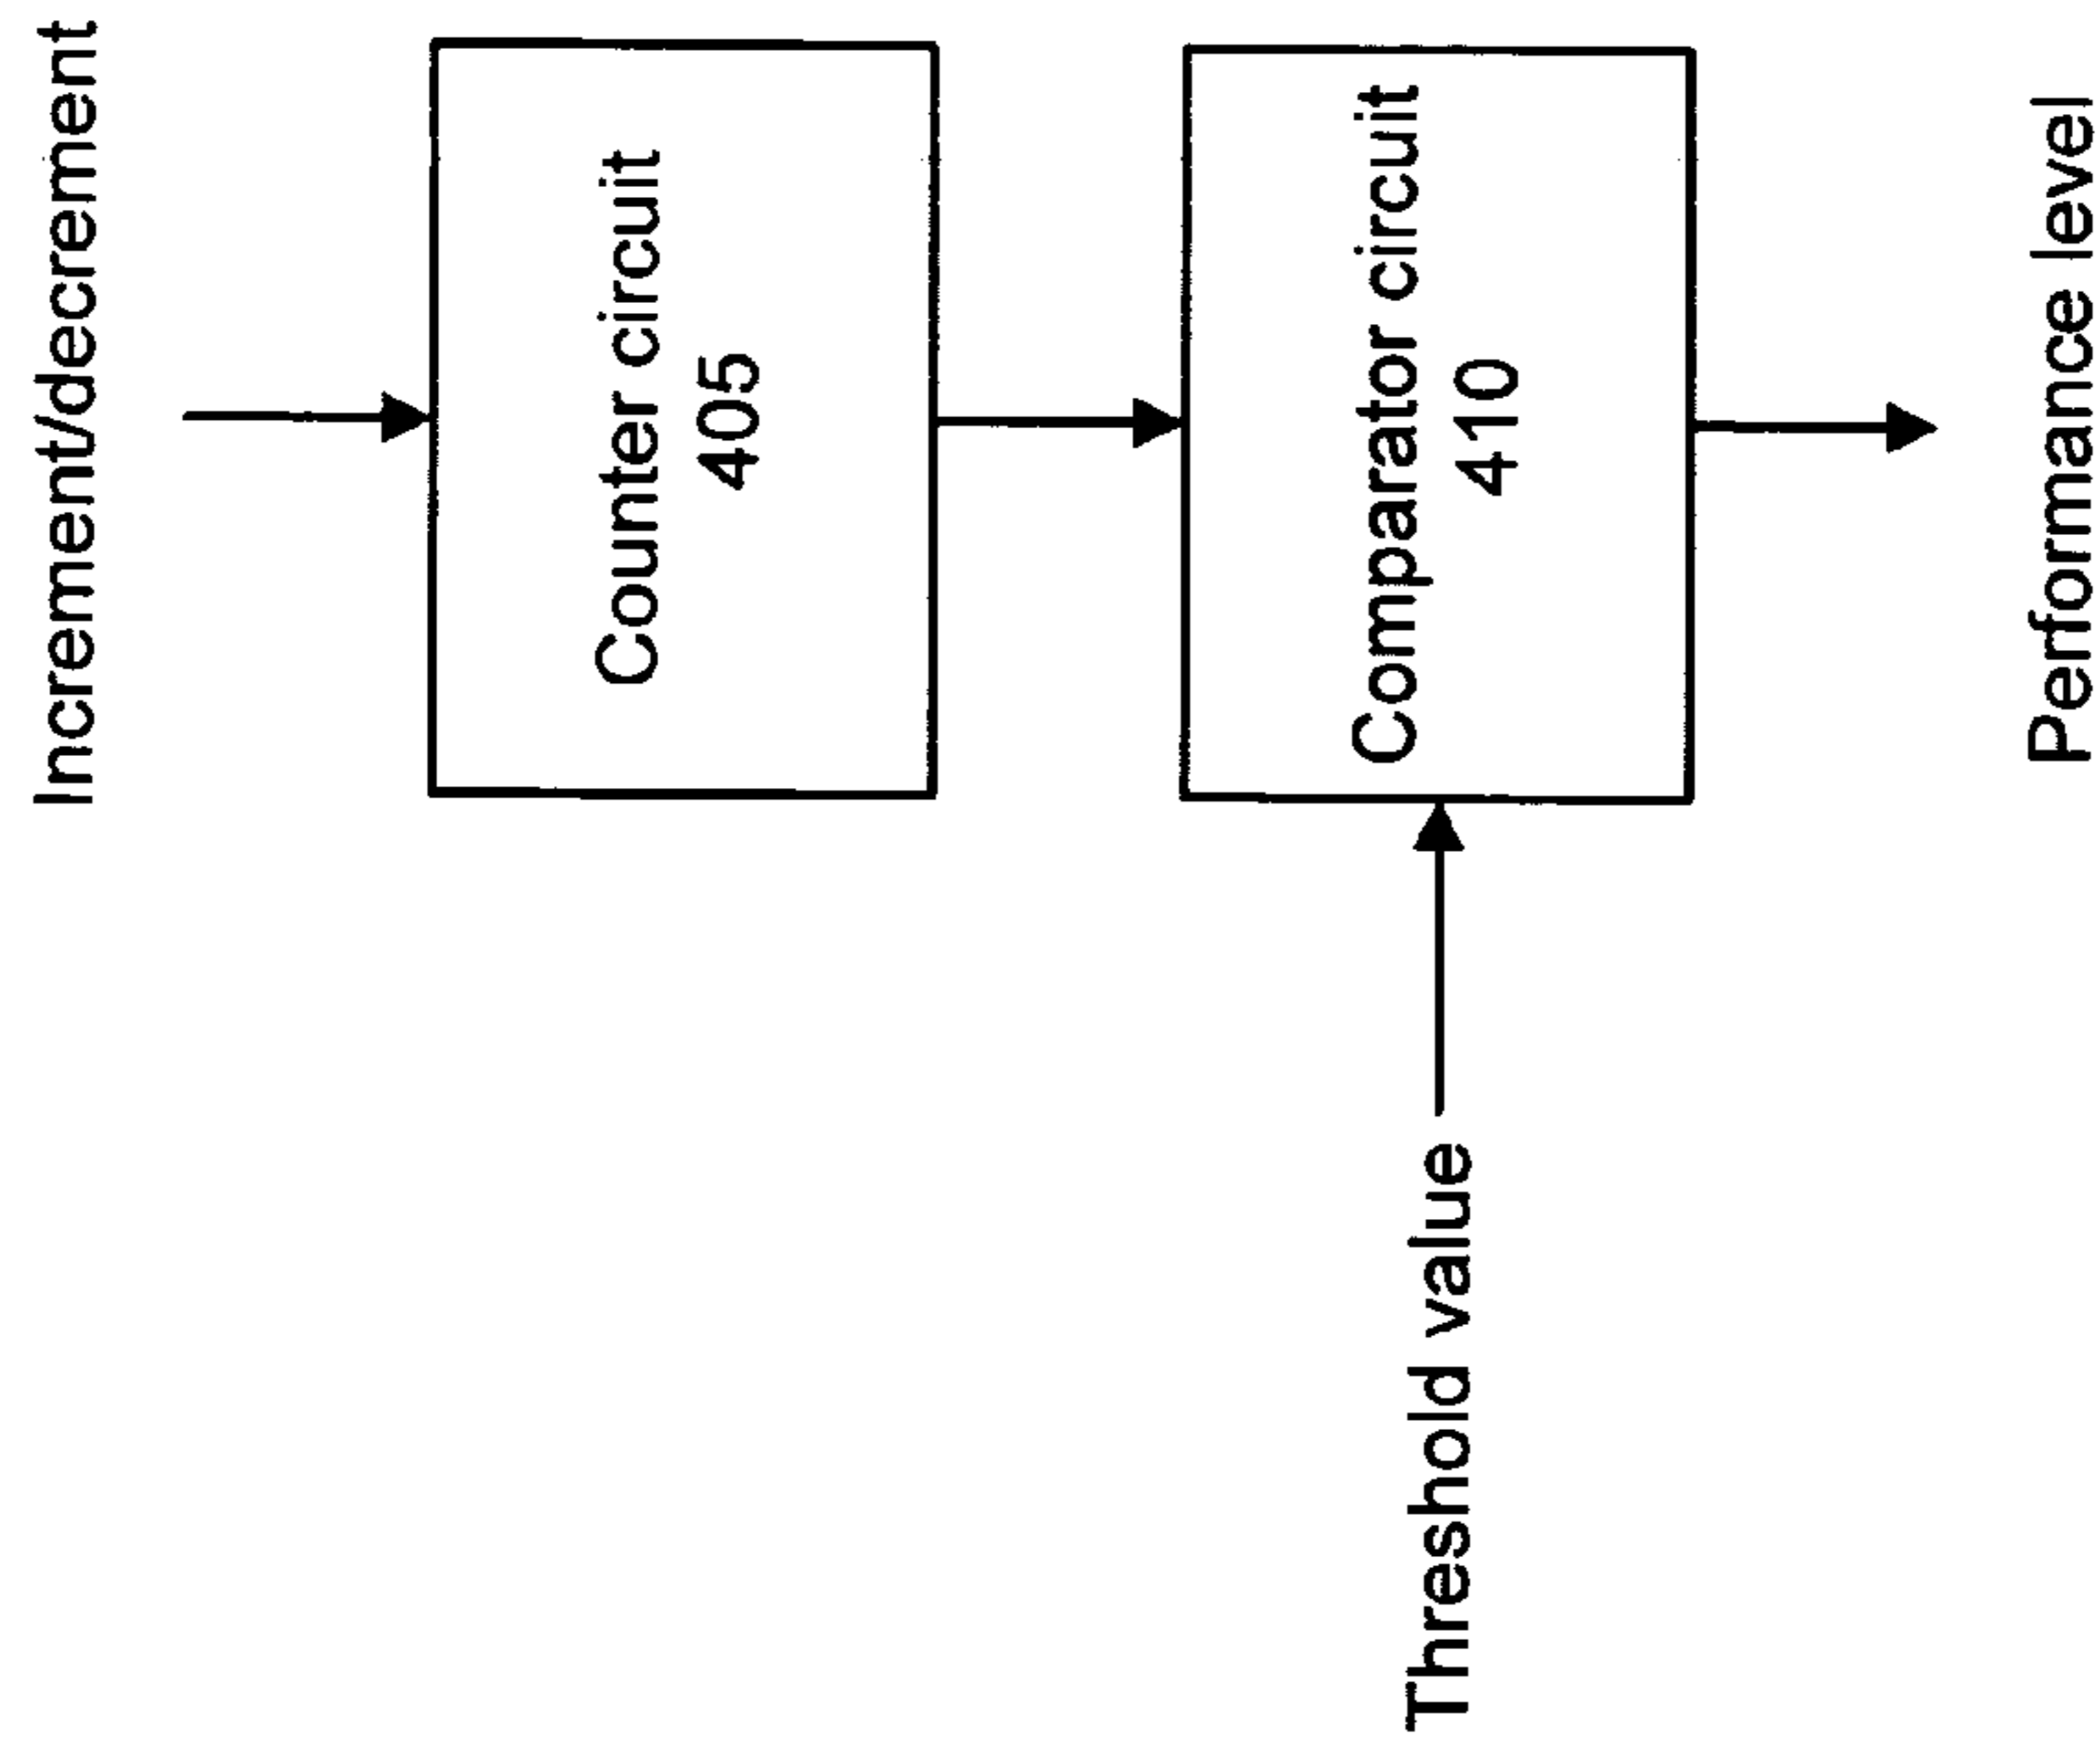 Increment/decrement
Counter circuit
405
Comparator circuit
410
Threshold value
Performance level